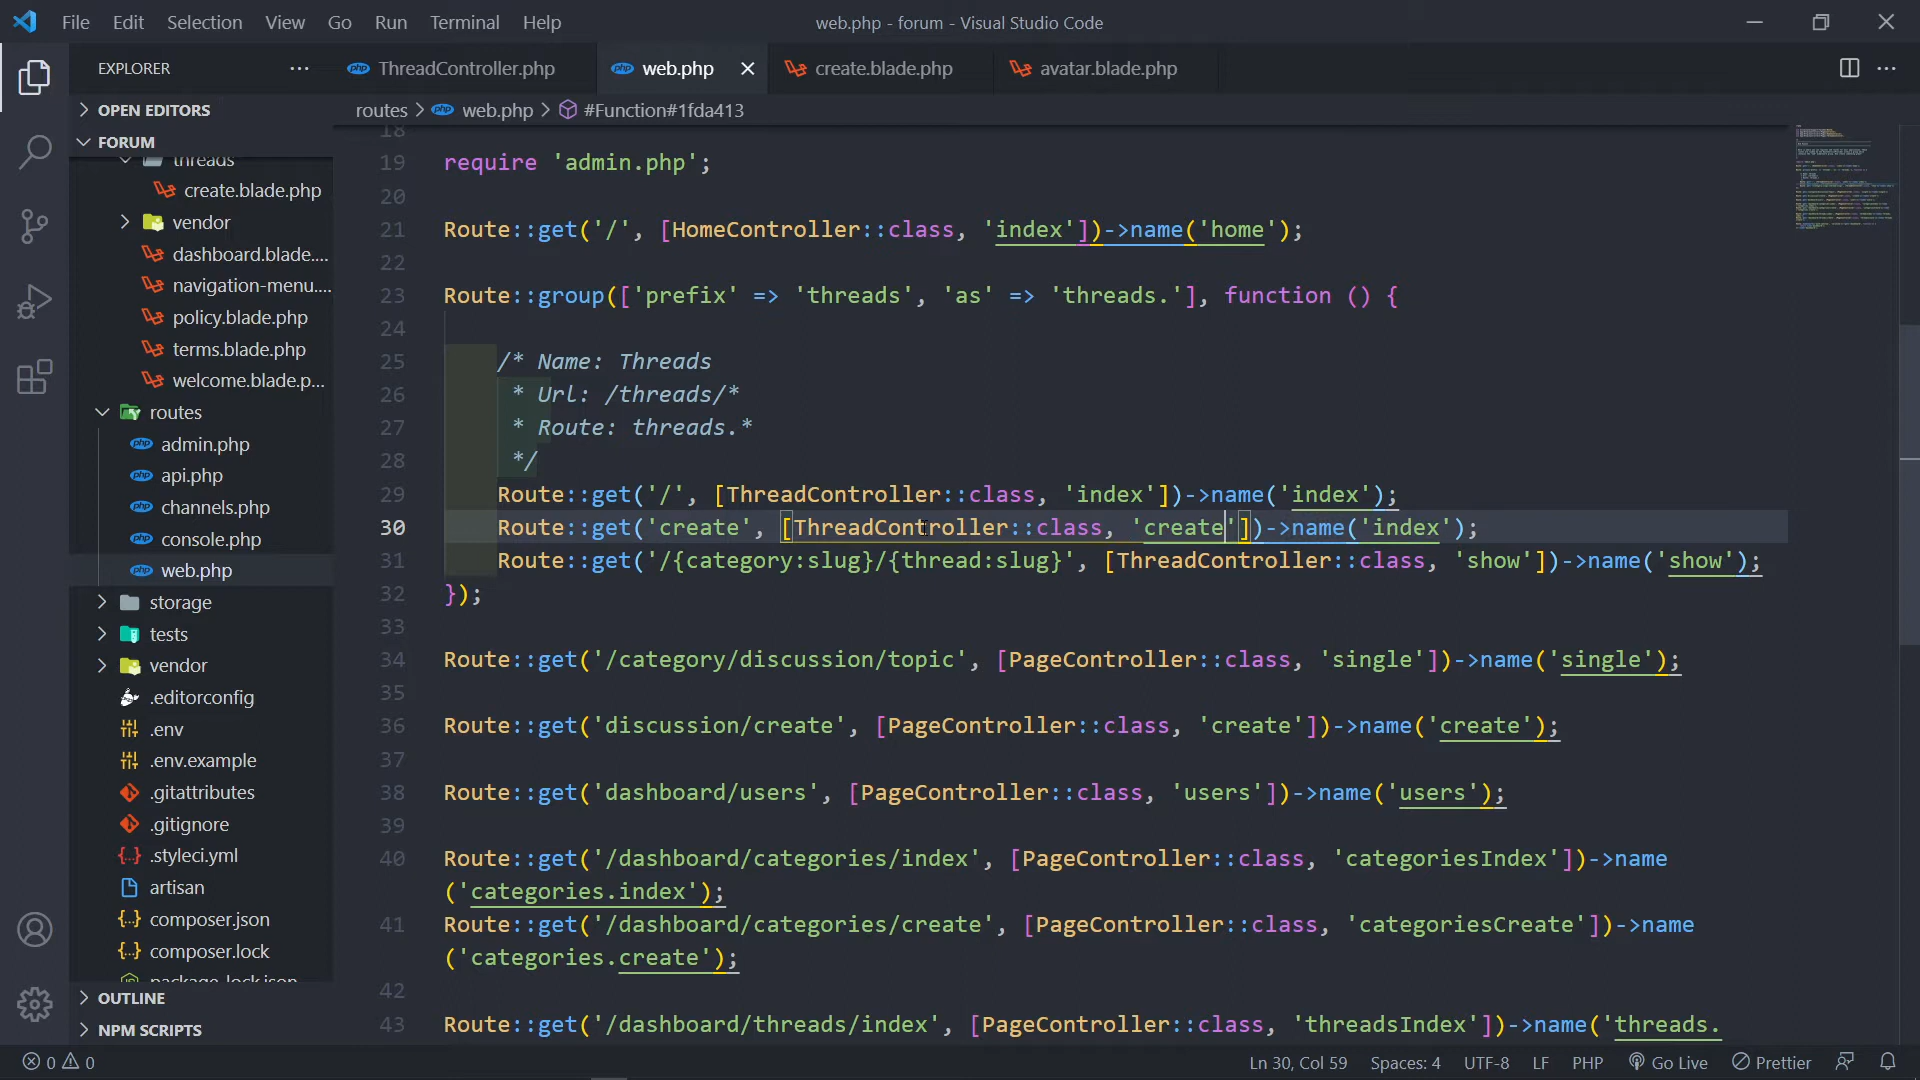 File Edit Selection View Go Run Terminal Help
web.php - forum - Visual Studio Code
EXPLORER
ThreadController.php
web.php
create.blade.php
avatar.blade.php
OPEN EDITORS
FORUM
threads
create.blade.php
vendor
dashboard.blade....
navigation-menu....
policy.blade.php
terms.blade.php
welcome.blade.p...
routes
admin.php
api.php
channels.php
console.php
web.php
storage
tests
vendor
.editorconfig
.env
.env.example
.gitattributes
.gitignore
.styleci.yml
artisan
composer.json
composer.lock
package-lock.json
OUTLINE
NPM SCRIPTS
routes > web.php > #Function#1fda413
18
19 require 'admin.php';
20
21 Route::get('/', [HomeController::class, 'index'])->name('home');
22
23 Route::group(['prefix' => 'threads', 'as' => 'threads.'], function () {
24
25 /* Name: Threads
26 * Url: /threads/*
27 * Route: threads.*
28 */
29 Route::get('/', [ThreadController::class, 'index'])->name('index');
30 Route::get('create', [ThreadController::class, 'create'])->name('index');
31 Route::get('/{category:slug}/{thread:slug}', [ThreadController::class, 'show'])->name('show');
32 });
33
34 Route::get('/category/discussion/topic', [PageController::class, 'single'])->name('single');
35
36 Route::get('discussion/create', [PageController::class, 'create'])->name('create');
37
38 Route::get('dashboard/users', [PageController::class, 'users'])->name('users');
39
40 Route::get('/dashboard/categories/index', [PageController::class, 'categoriesIndex'])->name
('categories.index');
41 Route::get('/dashboard/categories/create', [PageController::class, 'categoriesCreate'])->name
('categories.create');
42
43 Route::get('/dashboard/threads/index', [PageController::class, 'threadsIndex'])->name('threads.
0 0
Ln 30, Col 59 Spaces: 4 UTF-8 LF PHP Go Live Prettier